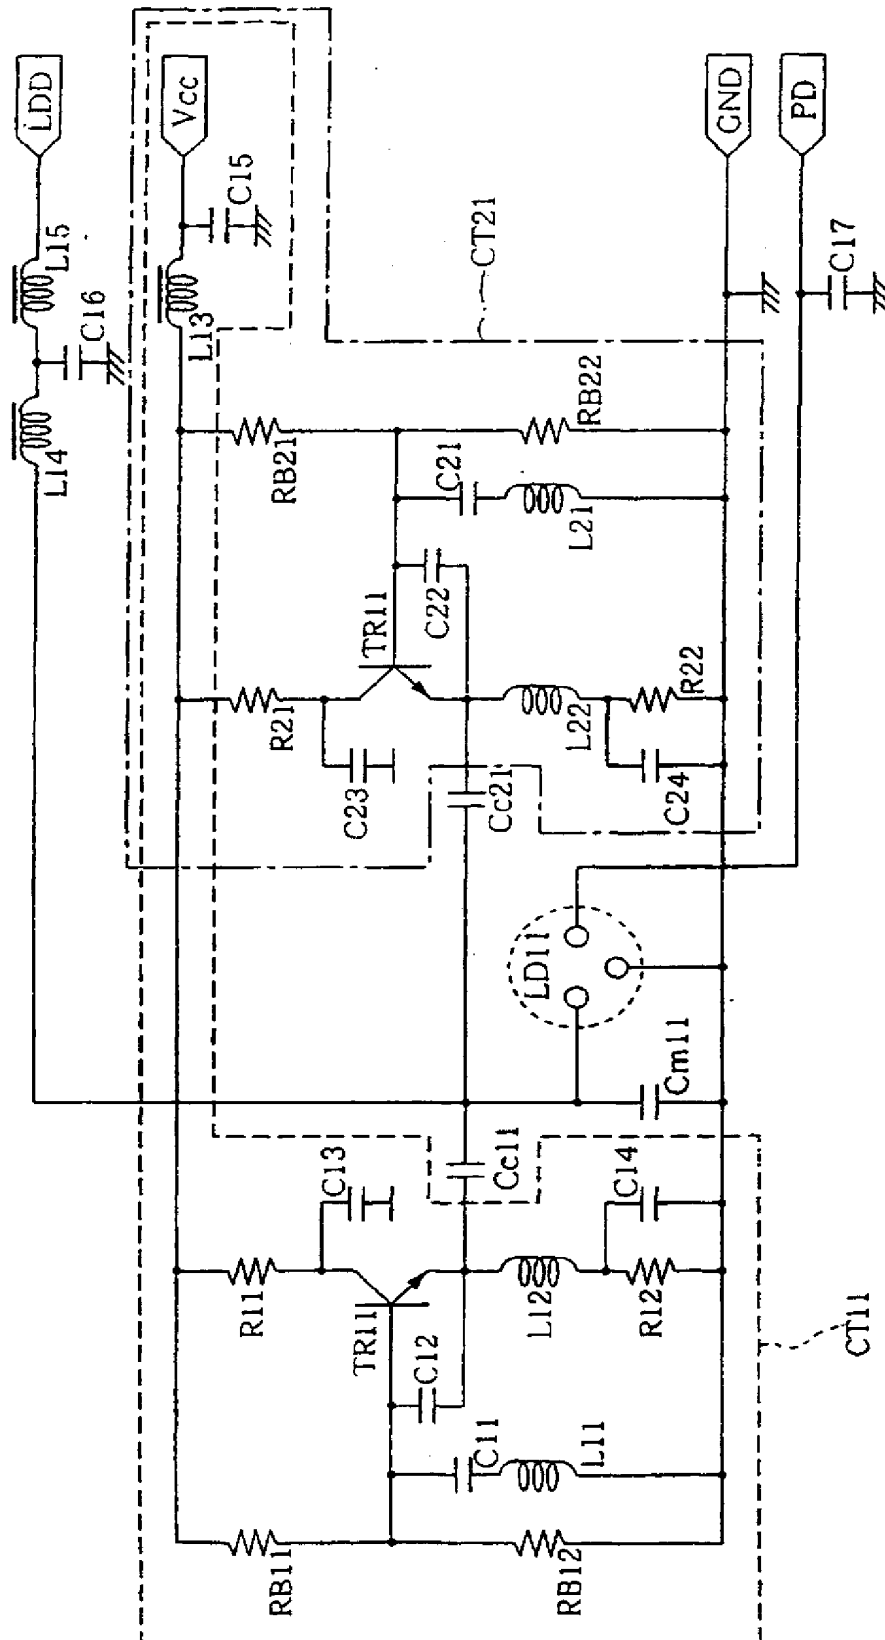 LDD
L15
C16
L14
Vcc
C15
L13
CT21
GND
PD
C17
RB21
RB22
C21
L21
C22
TR11
R21
C23
L22
R22
C24
Cc21
LD11
Cm11
Cc11
C13
R11
TR11
C12
L12
C14
R12
C11
L11
RB11
RB12
CT11